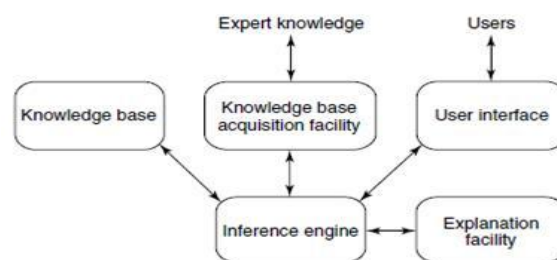 Expert knowledge
Users
Knowledge base
Knowledge base
acquisition facility
User interface
Inference engine
Explanation
facility